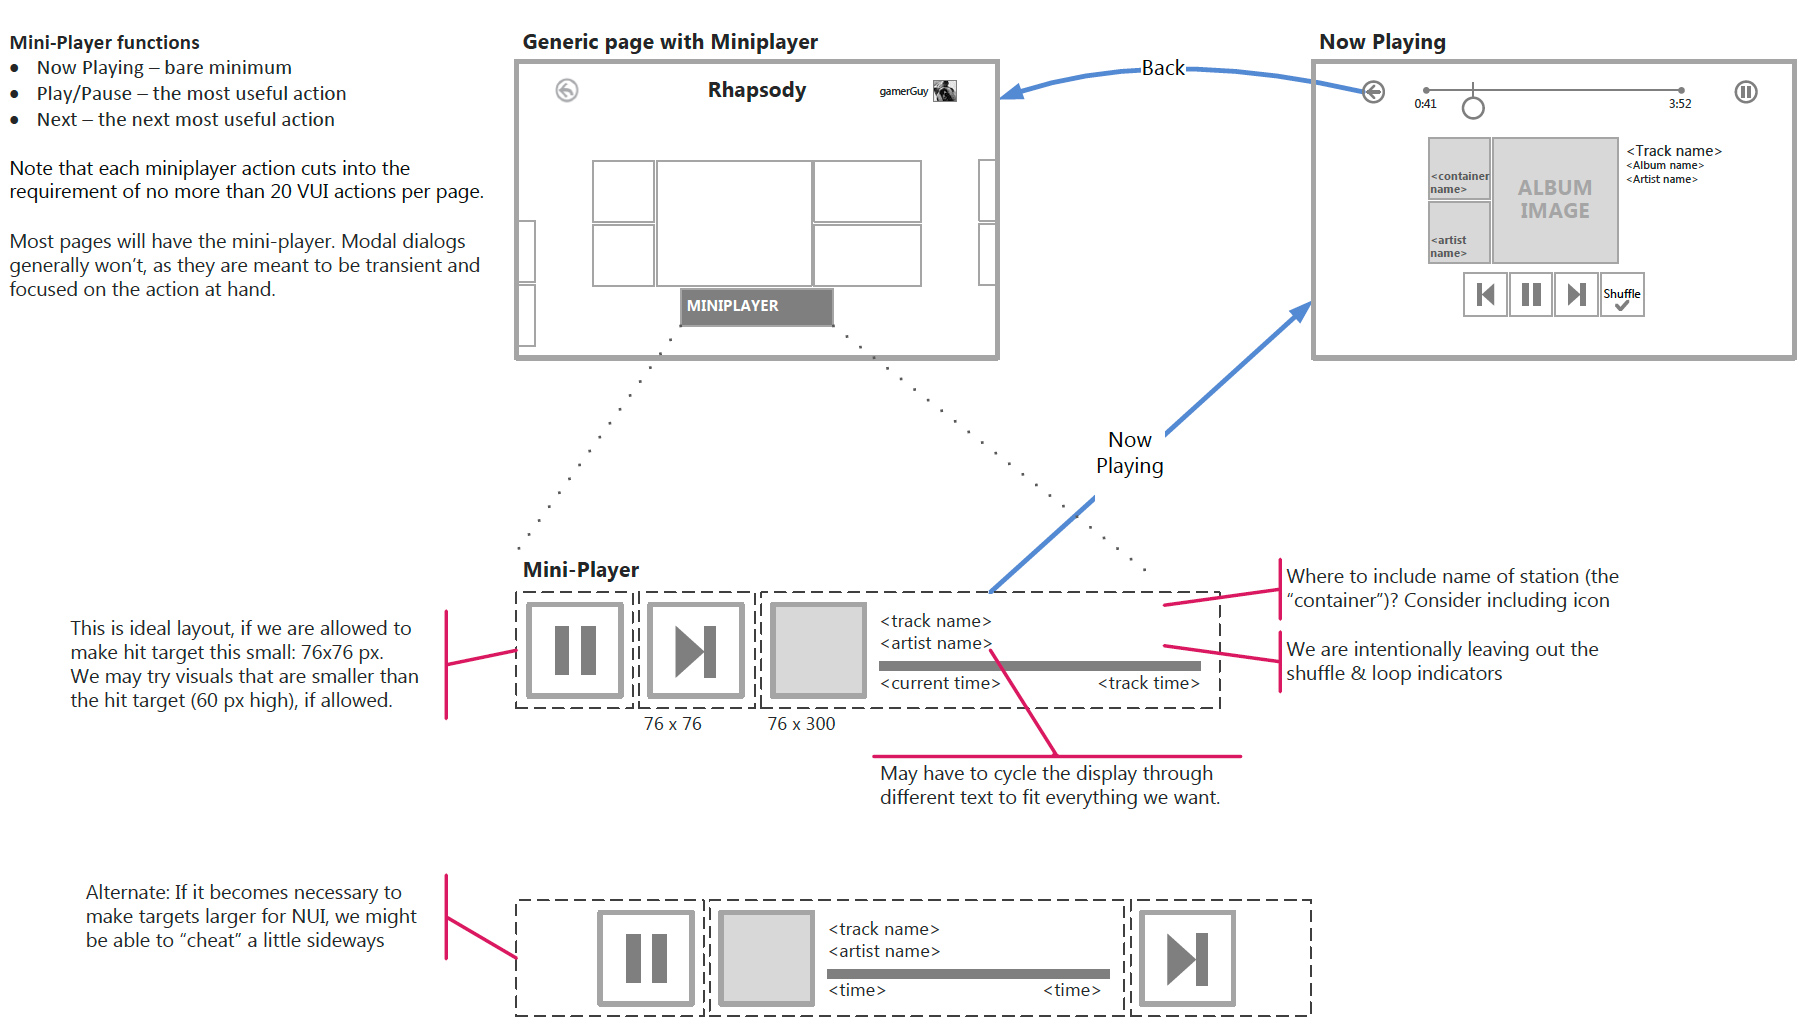 Mini-Player functions
• Now Playing – bare minimum
• Play/Pause – the most useful action
• Next – the next most useful action
Note that each miniplayer action cuts into the
requirement of no more than 20 VUI actions per page.
Most pages will have the mini-player. Modal dialogs
generally won’t, as they are meant to be transient and
focused on the action at hand.
Generic page with Miniplayer
Rhapsody
gamerGuy
MINIPLAYER
Back
Now Playing
0:41
3:52
<container
name>
<artist
name>
ALBUM
IMAGE
<Track name>
<Album name>
<Artist name>
Shuffle
Now
Playing
Mini-Player
This is ideal layout, if we are allowed to
make hit target this small: 76x76 px.
We may try visuals that are smaller than
the hit target (60 px high), if allowed.
<track name>
<artist name>
<current time>
<track time>
76 x 76
76 x 300
Where to include name of station (the
“container”)? Consider including icon
We are intentionally leaving out the
shuffle & loop indicators
May have to cycle the display through
different text to fit everything we want.
Alternate: If it becomes necessary to
make targets larger for NUI, we might
be able to “cheat” a little sideways
<track name>
<artist name>
<time>
<time>